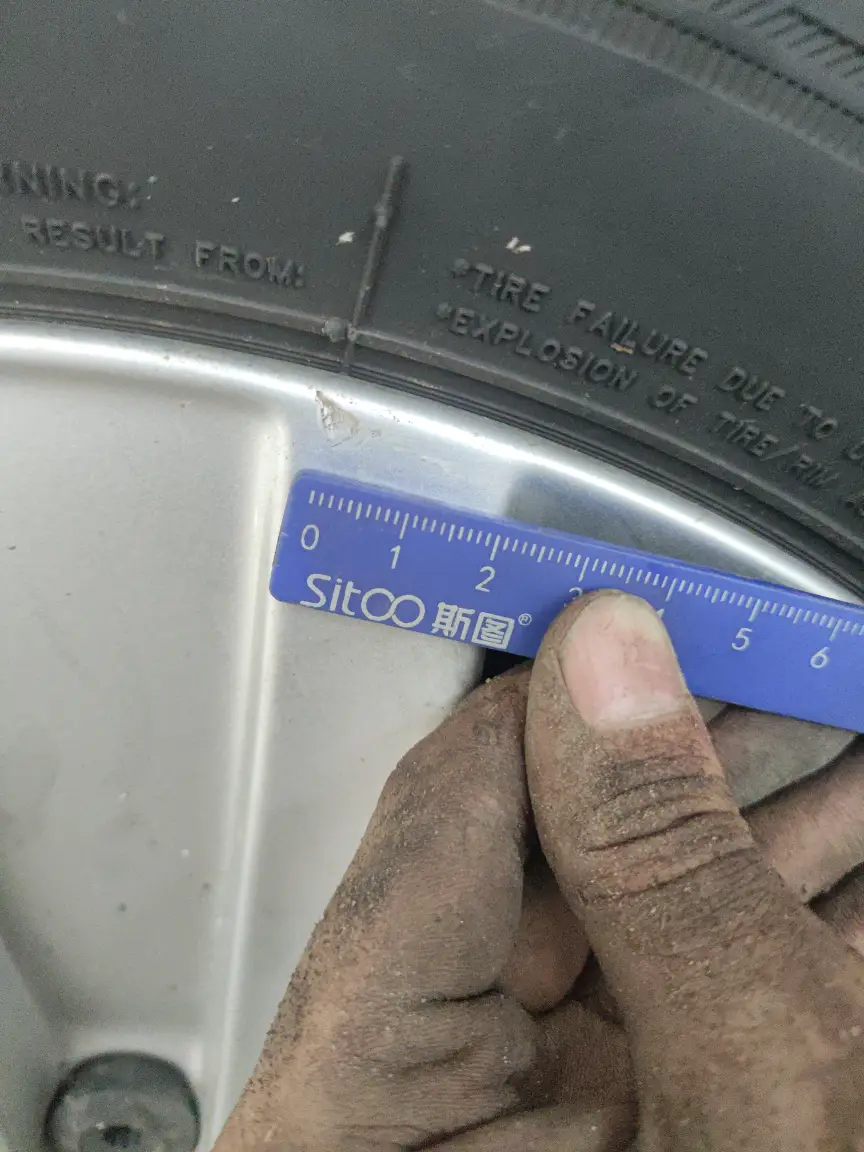 RESULT FROM:
*TIRE FAILURE DUE TO
*EXPLOSION OF TIRE/RIM
0 1 2 3 4 5 6
Sitoo 斯图®